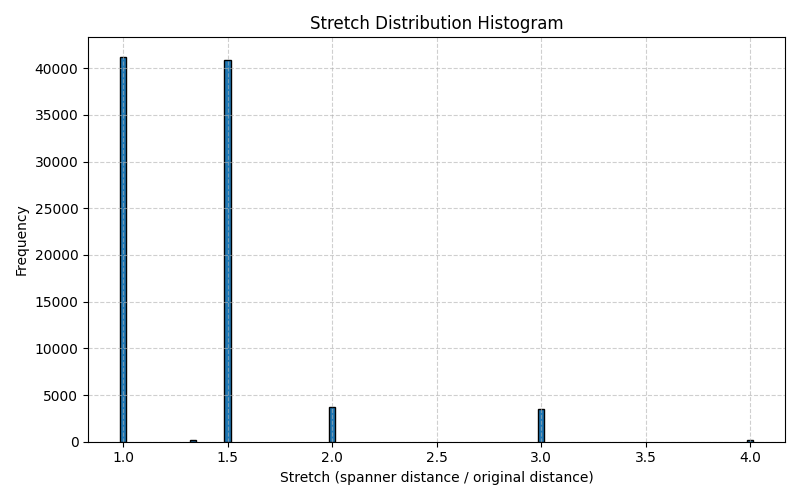 Stretch Distribution Histogram
Frequency
40000
35000
30000
25000
20000
15000
10000
5000
0
1.0 1.5 2.0 2.5 3.0 3.5 4.0
Stretch (spanner distance / original distance)